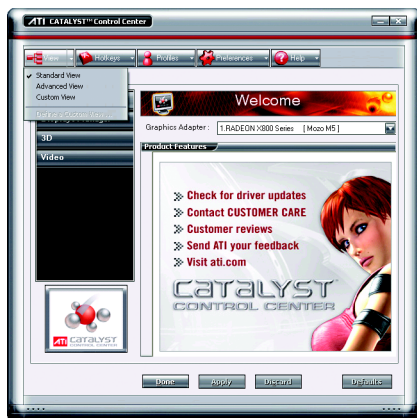 ATI CATALYST™ Control Center
View
Hotkeys
Profiles
Preferences
Help
Standard View
Advanced View
Custom View
3D
Video
Welcome
Graphics Adapter :
1.RADEON X800 Series [ Mozo M5 ]
Product Features
Check for driver updates
Contact CUSTOMER CARE
Customer reviews
Send ATI your feedback
Visit ati.com
CATALYST
CONTROL CENTER
ATI CATALYST
CONTROL CENTER
Done
Apply
Discard
Defaults